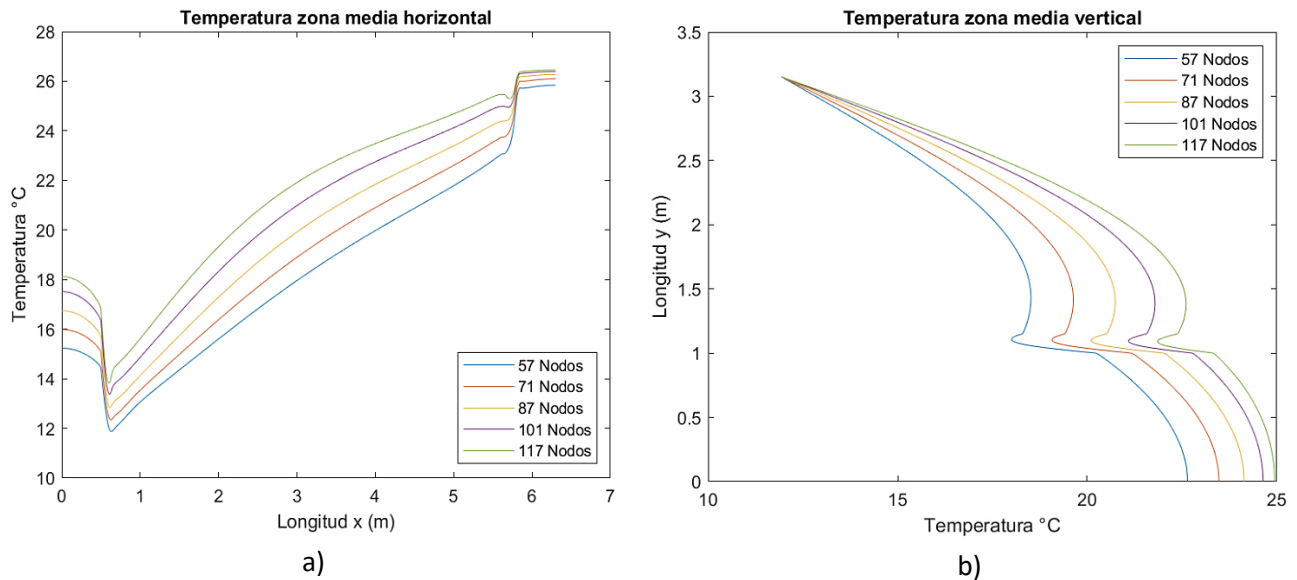 Temperatura zona media horizontal
28
26
24
22
20
18
16
14
12
10
Temperatura °C
0 1 2 3 4 5 6 7
Longitud x (m)
57 Nodos
71 Nodos
87 Nodos
101 Nodos
117 Nodos
a)
Temperatura zona media vertical
3.5
3
2.5
2
1.5
1
0.5
0
Longitud y (m)
10 15 20 25
Temperatura °C
57 Nodos
71 Nodos
87 Nodos
101 Nodos
117 Nodos
b)